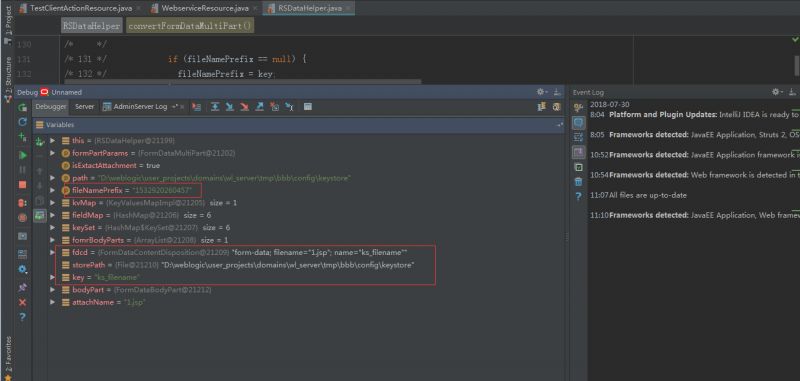 TestClientActionResource.java × WebserviceResource.java × RSDataHelper.java ×
1: Project
RSDataHelper convertFormDataMultiPart()
130 /* */
/* 131 */ if (fileNamePrefix == null) {
131
/* 132 */ fileNamePrefix = key;
132
7: Structure
Debug Unnamed
Event Log
Debugger Server AdminServer Log
Variables
this = {RSDataHelper@21199}
formPartParams = {FormDataMultiPart@21202}
isExtactAttachment = true
path = "D:\weblogic\user_projects\domains\wl_server\tmp\bbb\config\keystore"
fileNamePrefix = "1532920260457"
kvMap = {KeyValuesMapImpl@21205} size = 1
fieldMap = {HashMap@21206} size = 6
keySet = {HashMap$KeySet@21207} size = 6
fomrBodyParts = {ArrayList@21208} size = 1
fdcd = {FormDataContentDisposition@21209} "form-data; filename="1.jsp"; name="ks_filename""
storePath = {File@21210} "D:\weblogic\user_projects\domains\wl_server\tmp\bbb\config\keystore"
key = "ks_filename"
bodyPart = {FormDataBodyPart@21212}
attachName = "1.jsp"
2018-07-30
8:04 Platform and Plugin Updates: IntelliJ IDEA is ready to
8:05 Frameworks detected: JavaEE Application, Struts 2, OS
10:52 Frameworks detected: JavaEE Application framework i
10:54 Frameworks detected: Web framework is detected in t
11:07 All files are up-to-date
11:10 Frameworks detected: JavaEE Application, Web frame
2: Favorites